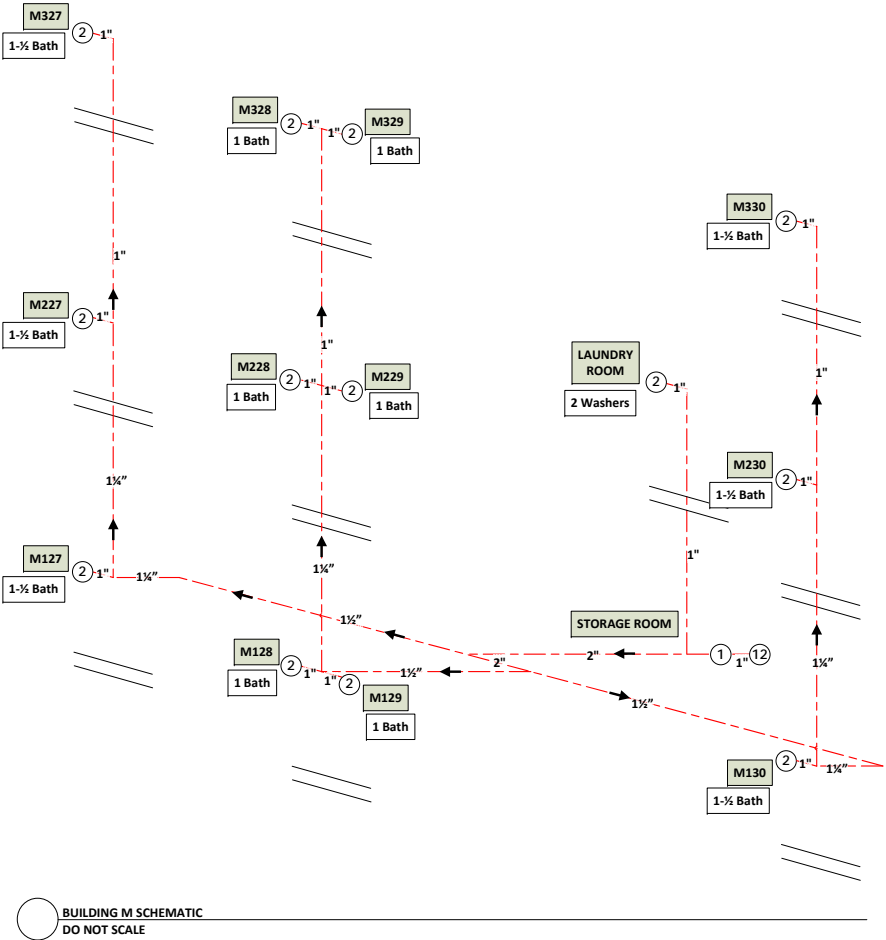 M327
2
1"
1-½ Bath
M328
2
1"
1"
2
M329
1 Bath
1 Bath
M330
2
1"
1-½ Bath
1"
M227
2
1"
1-½ Bath
1"
M228
2
1"
1"
2
M229
1 Bath
1 Bath
LAUNDRY
ROOM
2
1"
2 Washers
1"
M230
2
1"
1-½ Bath
1¼"
M127
2
1"
1¼"
1-½ Bath
1¼"
1"
1½"
STORAGE ROOM
M128
2
1"
1"
2
1½"
1 Bath
M129
1 Bath
2"
2"
1
1"
12
1¼"
1½"
M130
2
1"
1¼"
1-½ Bath
BUILDING M SCHEMATIC
DO NOT SCALE